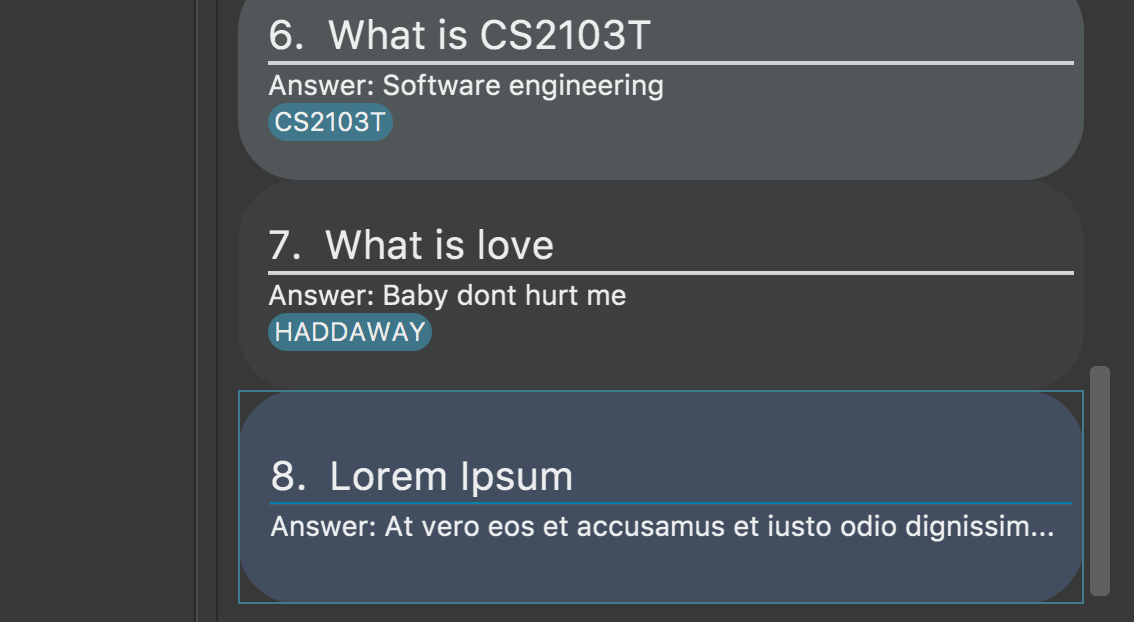 6. What is CS2103T
Answer: Software engineering
CS2103T
7. What is love
Answer: Baby dont hurt me
HADDAWAY
8. Lorem Ipsum
Answer: At vero eos et accusamus et iusto odio dignissim...